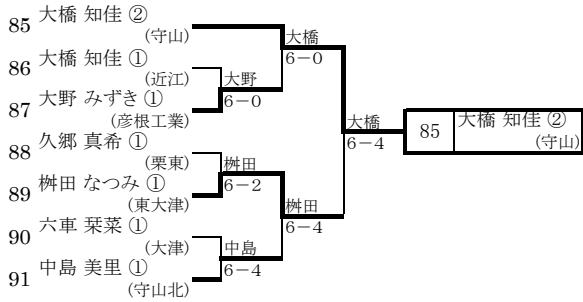 85 大橋 知佳 ②
(守山)
86 大橋 知佳 ①
(近江)
87 大野 みずき ①
(彦根工業)
88 久郷 真希 ①
(栗東)
89 桝田 なつみ ①
(東大津)
90 六車 栞菜 ①
(大津)
91 中島 美里 ①
(守山北)
大野
6-0
桝田
6-2
中島
6-4
大橋
6-0
桝田
6-4
大橋
6-4
85 大橋 知佳 ②
(守山)